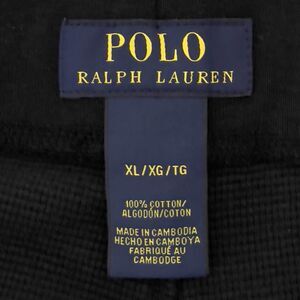 POLO
RALPH LAUREN
XL/XG/TG
100% COTTON/
ALGODÓN/COTON
MADE IN CAMBODIA
HECHO EN CAMBOYA
FABRIQUÉ AU
CAMBODGE